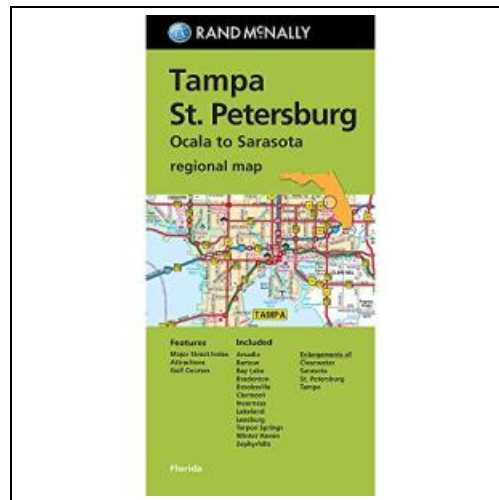 RAND McNALLY
Tampa
St. Petersburg
Ocala to Sarasota
regional map
TAMPA
Features
Major Street Index
Attractions
Golf Courses
Included
Arcadia
Bartow
Bay Lake
Bradenton
Brooksville
Clermont
Inverness
Lakeland
Leesburg
Tarpon Springs
Winter Haven
Zephyrhills
Enlargements of
Clearwater
Sarasota
St. Petersburg
Tampa
Florida